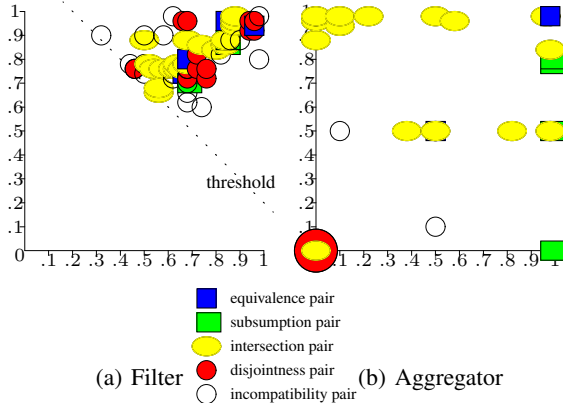 1
.9
.8
.7
.6
.5
.4
.3
.2
.1
0
.1 .2 .3 .4 .5 .6 .7 .8 .9 1
threshold
1
.9
.8
.7
.6
.5
.4
.3
.2
.1
.1 .2 .3 .4 .5 .6 .7 .8 .9 1
equivalence pair
subsumption pair
intersection pair
disjointness pair
incompatibility pair
(a) Filter
(b) Aggregator